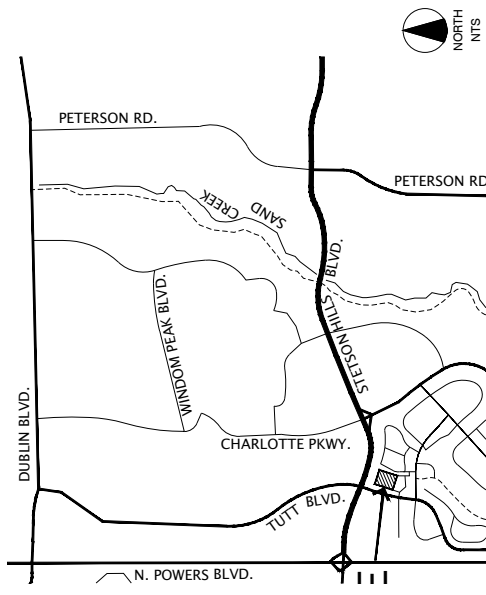 NORTH
NTS
PETERSON RD.
PETERSON RD
SAND
CREEK
STETSON HILLS BLVD.
WINDOM PEAK BLVD.
DUBLIN BLVD.
CHARLOTTE PKWY.
TUTT BLVD.
N. POWERS BLVD.